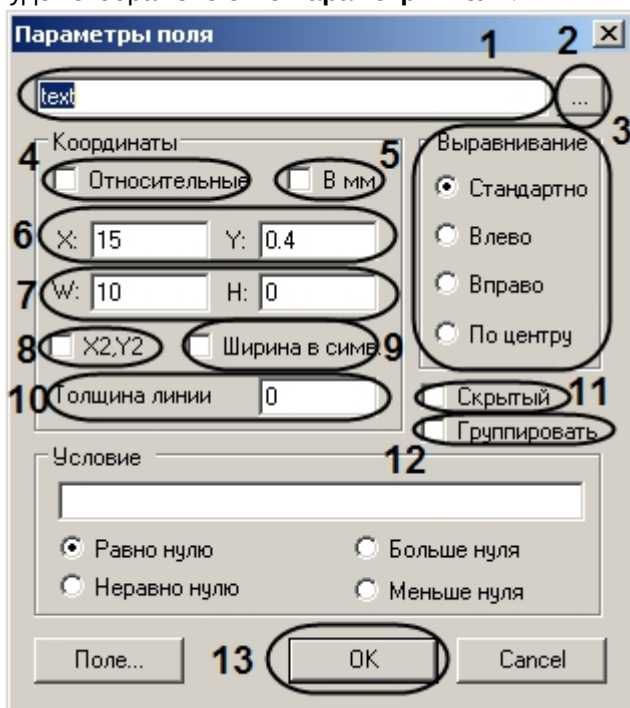 Параметры поля 1 2
text ...
3
Координаты Выравнивание
4 Относительные 5 В мм Стандартно
6 X: 15 Y: 0.4 Влево
7 W: 10 H: 0 Вправо
8 X2,Y2 Ширина в симв. 9 По центру
10 Толщина линии 0 Скрытый 11
Группировать
Условие 12
Равно нулю Больше нуля
Неравно нулю Меньше нуля
Поле... 13 OK Cancel